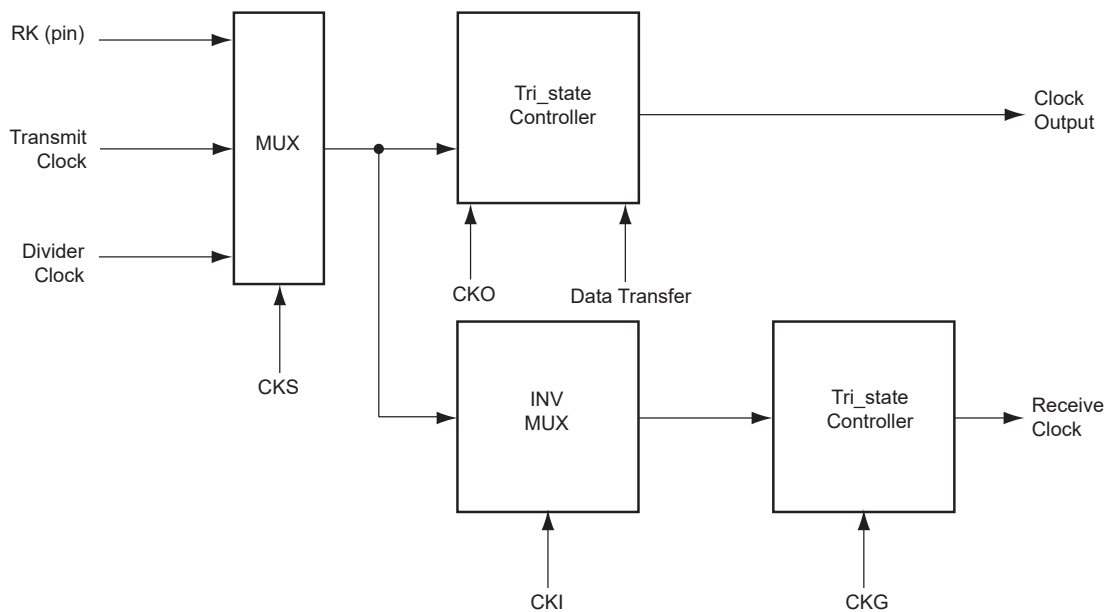 RK (pin)
Transmit
Clock
Divider
Clock
MUX
CKS
Tri_state
Controller
CKO
Data Transfer
Clock
Output
INV
MUX
CKI
Tri_state
Controller
CKG
Receive
Clock